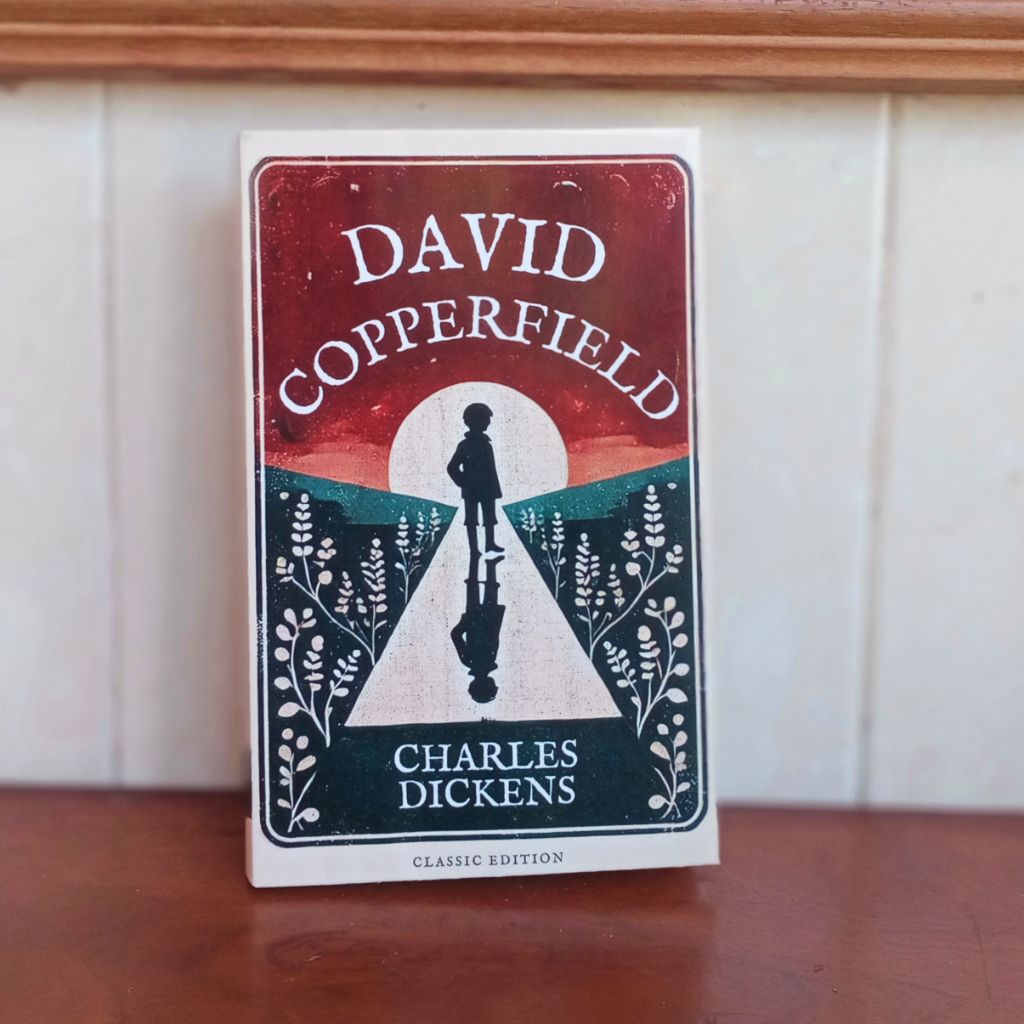 DAVID
COPPERFIELD
CHARLES
DICKENS
CLASSIC EDITION